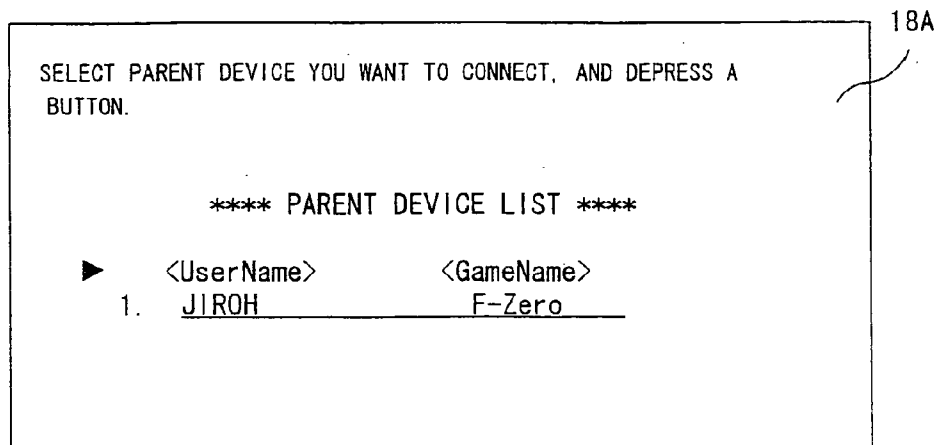 18A
SELECT PARENT DEVICE YOU WANT TO CONNECT, AND DEPRESS A
BUTTON.
**** PARENT DEVICE LIST ****
▶ <UserName> <GameName>
1. JIROH F-Zero